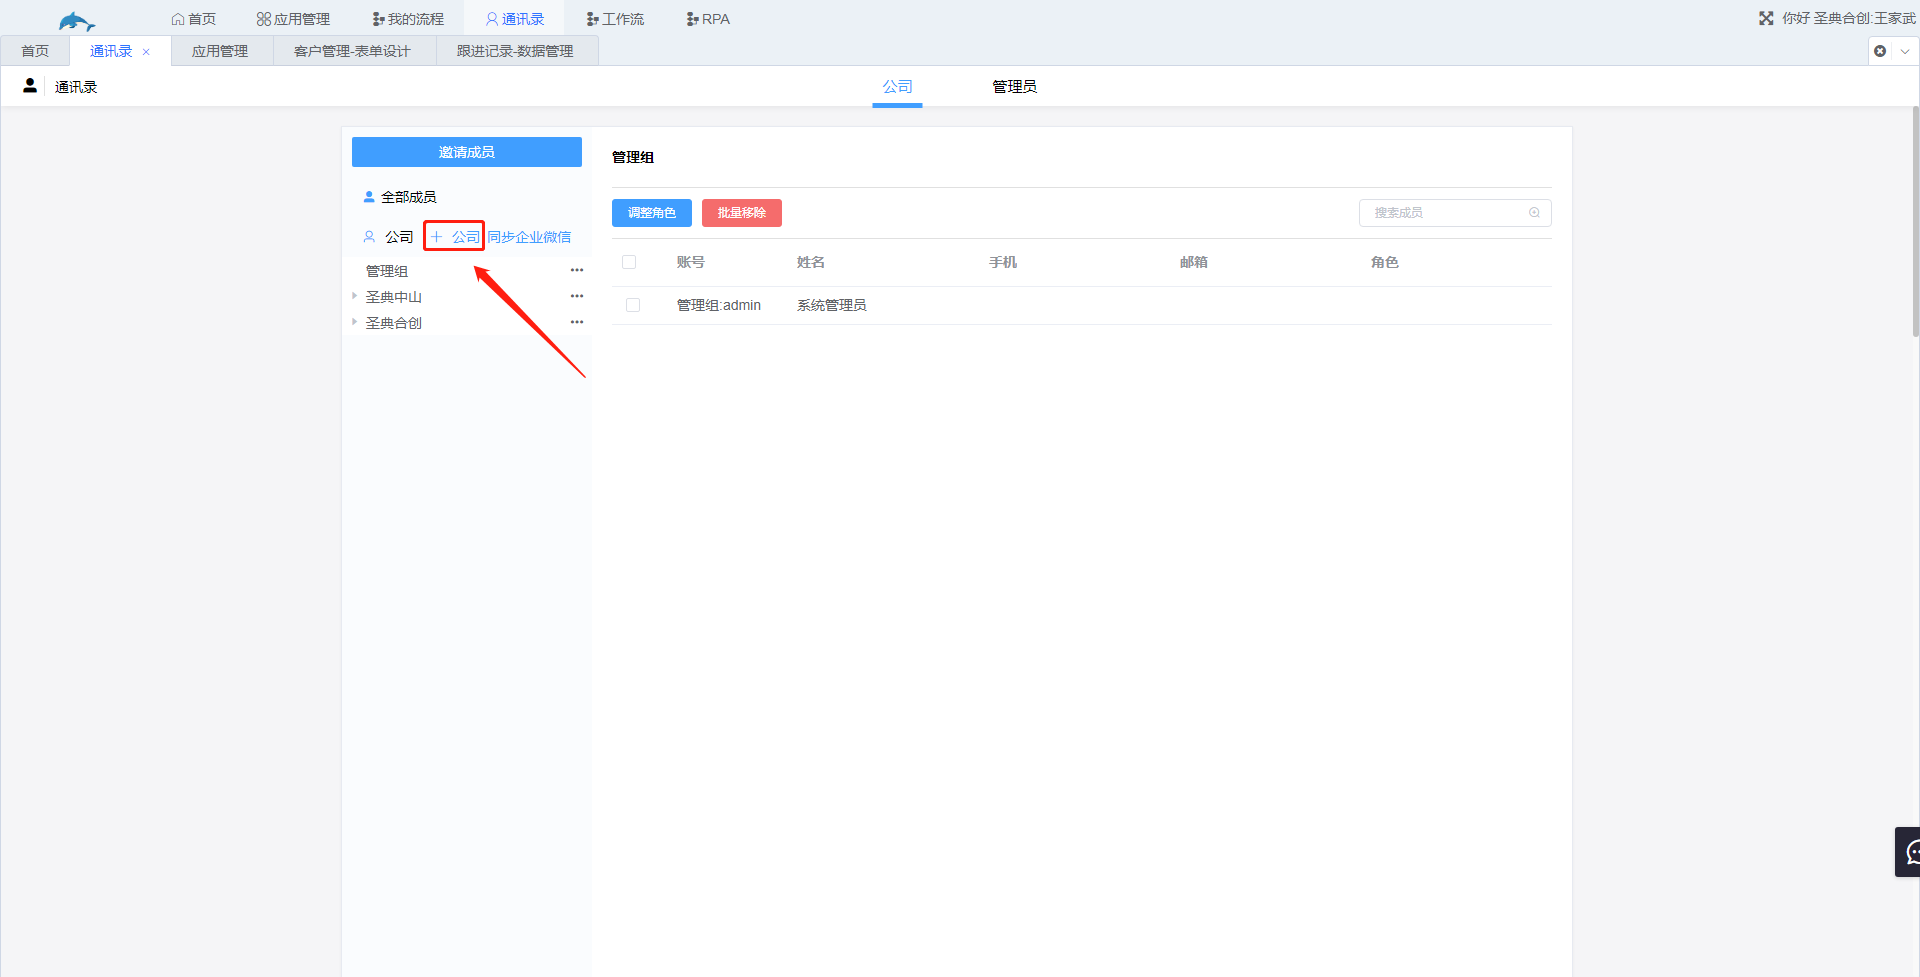 首页 应用管理 我的流程 通讯录 工作流 RPA 你好 圣典合创:王家武
首页 通讯录 × 应用管理 客户管理-表单设计 跟进记录-数据管理
通讯录 公司 管理员
邀请成员
管理组
全部成员
调整角色 批量移除 搜索成员
公司 + 公司 同步企业微信
账号 姓名 手机 邮箱 角色
管理组
圣典中山
圣典合创
管理组:admin 系统管理员